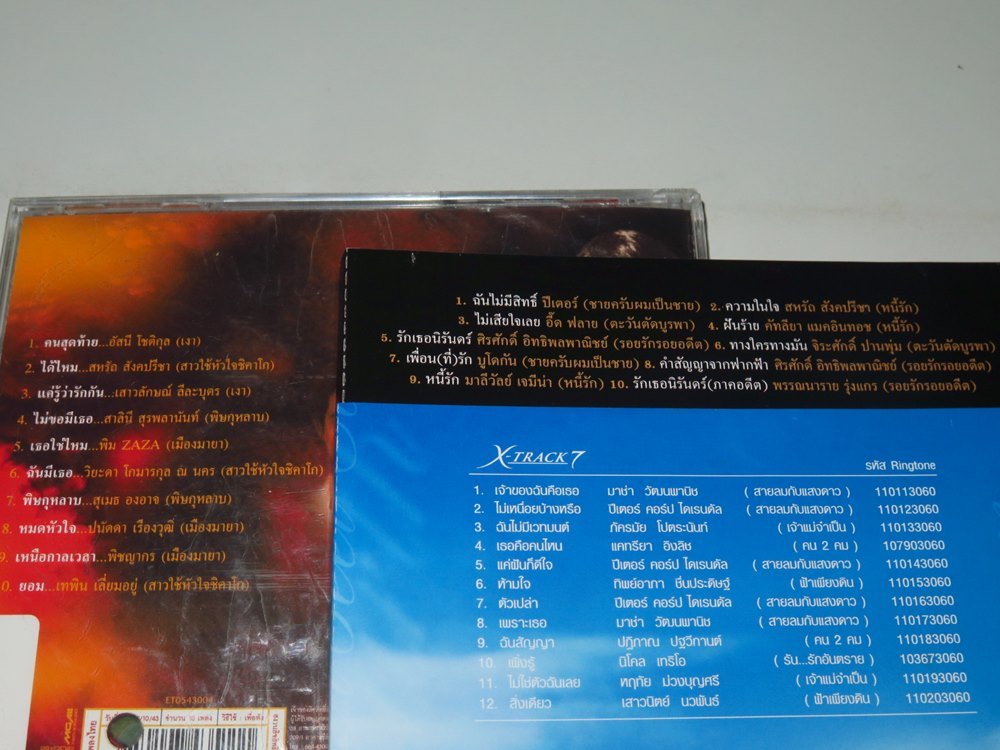 1. คนสุดท้าย...อัสนี โชติกุล (เงา)
2. ได้ไหม...สหรัถ สังคปรีชา (สาวใช้หัวใจชิคาโก)
3. แค่รู้ว่ารักกัน...เสาวลักษณ์ ลีละบุตร (เงา)
4. ไม่ขอมีเธอ...สาลินี สุรพลานันท์ (พิษกุหลาบ)
5. เธอใช่ไหม...พิม ZAZA (เมืองมายา)
6. ฉันมีเธอ...วิยะดา โกมารกุล ณ นคร (สาวใช้หัวใจชิคาโก)
7. พิษกุหลาบ...สุเมธ องอาจ (พิษกุหลาบ)
8. หมดหัวใจ...ปนัดดา เรืองวุฒิ (เมืองมายา)
9. เหนือกาลเวลา...พิชญากร (เมืองมายา)
0. ยอม...เทพิน เลี่ยมอยู่ (สาวใช้หัวใจชิคาโก)
ET0543004
/10/43 จำนวน 10 เพลง วิธีใช้ : เพื่อฟัง
1. ฉันไม่มีสิทธิ์ ปีเตอร์ (ชายครับผมเป็นชาย) 2. ความในใจ สหรัถ สังคปรีชา (หนี้รัก)
3. ไม่เสียใจเลย อี๊ด ฟลาย (ตะวันตัดบูรพา) 4. ฝันร้าย คัทลียา แมคอินทอช (หนี้รัก)
5. รักเธอนิรันดร์ ศิรศักดิ์ อิทธิพลพาณิชย์ (รอยรักรอยอดีต) 6. ทางใครทางมัน จิระศักดิ์ ปานพุ่ม (ตะวันตัดบูรพา)
7. เพื่อน(ที่)รัก นูโดกัน (ชายครับผมเป็นชาย) 8. คำสัญญาจากฟากฟ้า ศิรศักดิ์ อิทธิพลพาณิชย์ (รอยรักรอยอดีต)
9. หนี้รัก มาลีวัลย์ เจมีน่า (หนี้รัก) 10. รักเธอนิรันดร์(ภาคอดีต) พรรณนาราย รุ่งแกร (รอยรักรอยอดีต)
X-TRACK 7
รหัส Ringtone
1. เจ้าของฉันคือเธอ มาช่า วัฒนพานิช ( สายลมกับแสงดาว ) 110113060
2. ไม่เหนื่อยบ้างหรือ ปีเตอร์ คอร์ป ไดเรนดัล ( สายลมกับแสงดาว ) 110123060
3. ฉันไม่มีเวทมนต์ ภัครมัย โปตระนันท์ ( เจ้าแม่จำเป็น ) 110133060
4. เธอคือคนไหน แคทรียา อิงลิช ( คน 2 คม ) 107903060
5. แค่ฝันก็ดีใจ ปีเตอร์ คอร์ป ไดเรนดัล ( สายลมกับแสงดาว ) 110143060
6. ห้ามใจ ทิพย์อาภา ชื่นประดิษฐ์ ( ฟ้าเพียงดิน ) 110153060
7. ตัวเปล่า ปีเตอร์ คอร์ป ไดเรนดัล ( สายลมกับแสงดาว ) 110163060
8. เพราะเธอ มาช่า วัฒนพานิช ( สายลมกับแสงดาว ) 110173060
9. ฉันสัญญา ปฏิภาณ ปฐวีกานต์ ( คน 2 คม ) 110183060
10. เพิ่งรู้ นิโคล เทริโอ ( รัน...รักอันตราย ) 103673060
11. ไม่ใช่ตัวฉันเลย หฤทัย ม่วงบุญศรี ( เจ้าแม่จำเป็น ) 110193060
12. สิ่งเดียว เสาวนิตย์ นวพันธ์ ( ฟ้าเพียงดิน ) 110203060